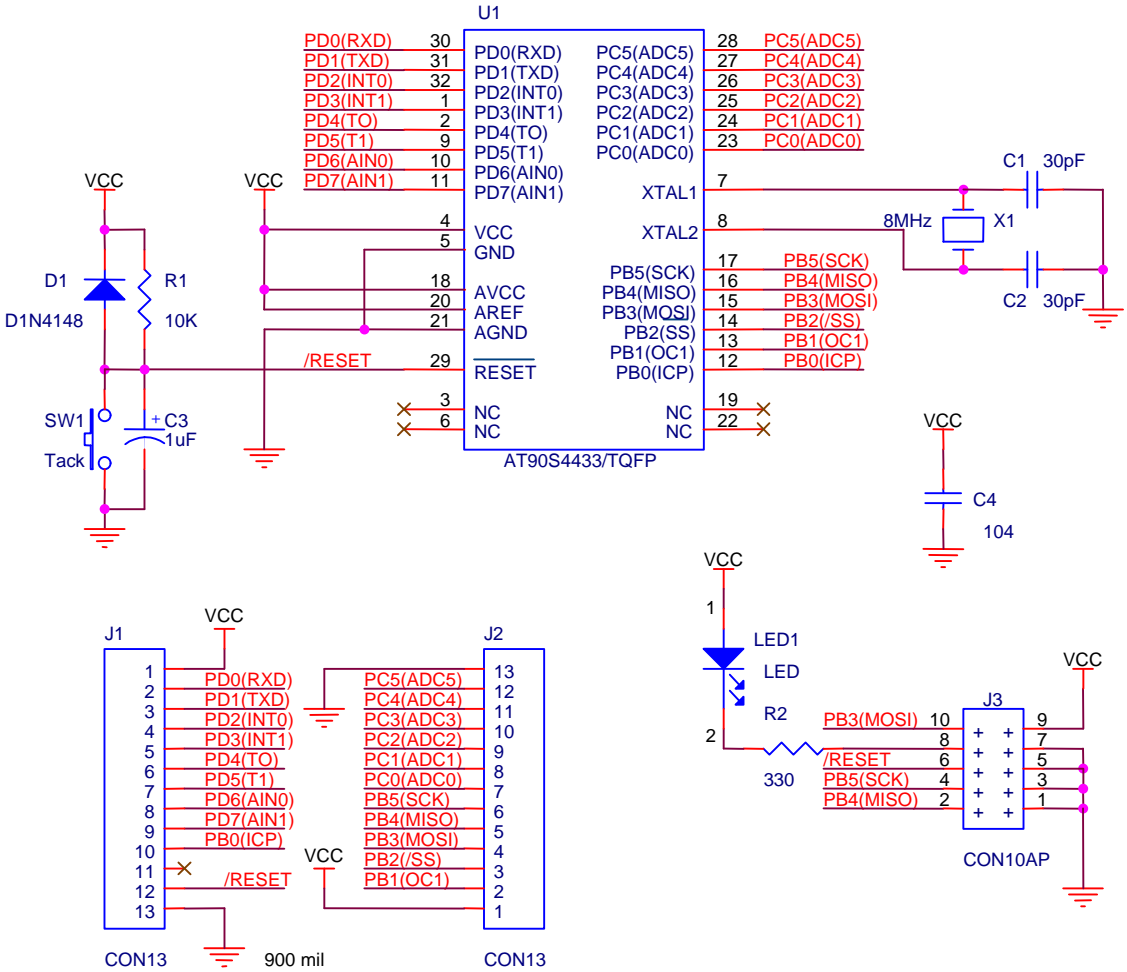 U1
PD0(RXD) 30 PD0(RXD) PC5(ADC5) 28 PC5(ADC5)
PD1(TXD) 31 PD1(TXD) PC4(ADC4) 27 PC4(ADC4)
PD2(INT0) 32 PD2(INT0) PC3(ADC3) 26 PC3(ADC3)
PD3(INT1) 1 PD3(INT1) PC2(ADC2) 25 PC2(ADC2)
PD4(TO) 2 PD4(TO) PC1(ADC1) 24 PC1(ADC1)
PD5(T1) 9 PD5(T1) PC0(ADC0) 23 PC0(ADC0)
PD6(AIN0) 10 PD6(AIN0)
PD7(AIN1) 11 PD7(AIN1) XTAL1 7
VCC VCC
C1 30pF
4 VCC XTAL2 8 8MHz X1
5 GND
PB5(SCK) 17 PB5(SCK)
18 AVCC PB4(MISO) 16 PB4(MISO)
20 AREF PB3(MOSI) 15 PB3(MOSI)
21 AGND PB2(SS) 14 PB2(/SS)
PB1(OC1) 13 PB1(OC1)
/RESET 29 RESET PB0(ICP) 12 PB0(ICP)
C2 30pF
D1 R1
D1N4148 10K
3 NC NC 19
6 NC NC 22
AT90S4433/TQFP
SW1 + C3
1uF
Tack
VCC
C4
104
VCC
1
LED1
LED
R2
2
330
J1 VCC J2
1 13
PD0(RXD) 2 PC5(ADC5) 12
PD1(TXD) 3 PC4(ADC4) 11
PD2(INT0) 4 PC3(ADC3) 10
PD3(INT1) 5 PC2(ADC2) 9
PD4(TO) 6 PC1(ADC1) 8
PD5(T1) 7 PC0(ADC0) 7
PD6(AIN0) 8 PB5(SCK) 6
PD7(AIN1) 9 PB4(MISO) 5
PB0(ICP) 10 PB3(MOSI) 4
11 VCC PB2(/SS) 3
/RESET 12 PB1(OC1) 2
13 1
CON13 900 mil CON13
VCC
J3
PB3(MOSI) 10 + + 9
8 + + 7
/RESET 6 + + 5
PB5(SCK) 4 + + 3
PB4(MISO) 2 + + 1
CON10AP